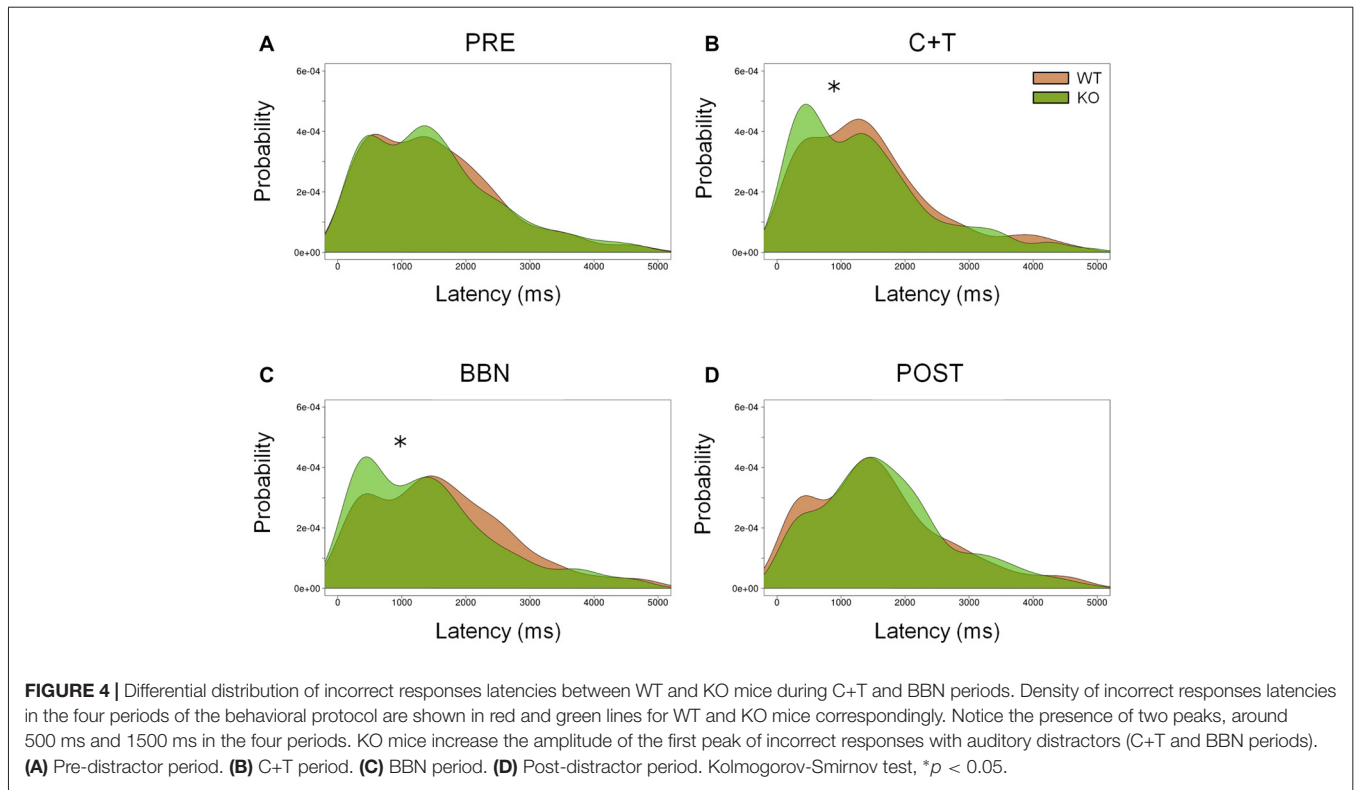 A PRE
6e-04
4e-04
2e-04
0e+00
Probability
0 1000 2000 3000 4000 5000
Latency (ms)
B C+T
6e-04
4e-04
2e-04
0e+00
Probability
*
WT
KO
0 1000 2000 3000 4000 5000
Latency (ms)
C BBN
6e-04
4e-04
2e-04
0e+00
Probability
*
0 1000 2000 3000 4000 5000
Latency (ms)
D POST
6e-04
4e-04
2e-04
0e+00
Probability
0 1000 2000 3000 4000 5000
Latency (ms)
FIGURE 4 | Differential distribution of incorrect responses latencies between WT and KO mice during C+T and BBN periods. Density of incorrect responses latencies
in the four periods of the behavioral protocol are shown in red and green lines for WT and KO mice correspondingly. Notice the presence of two peaks, around
500 ms and 1500 ms in the four periods. KO mice increase the amplitude of the first peak of incorrect responses with auditory distractors (C+T and BBN periods).
(A) Pre-distractor period. (B) C+T period. (C) BBN period. (D) Post-distractor period. Kolmogorov-Smirnov test, *p < 0.05.